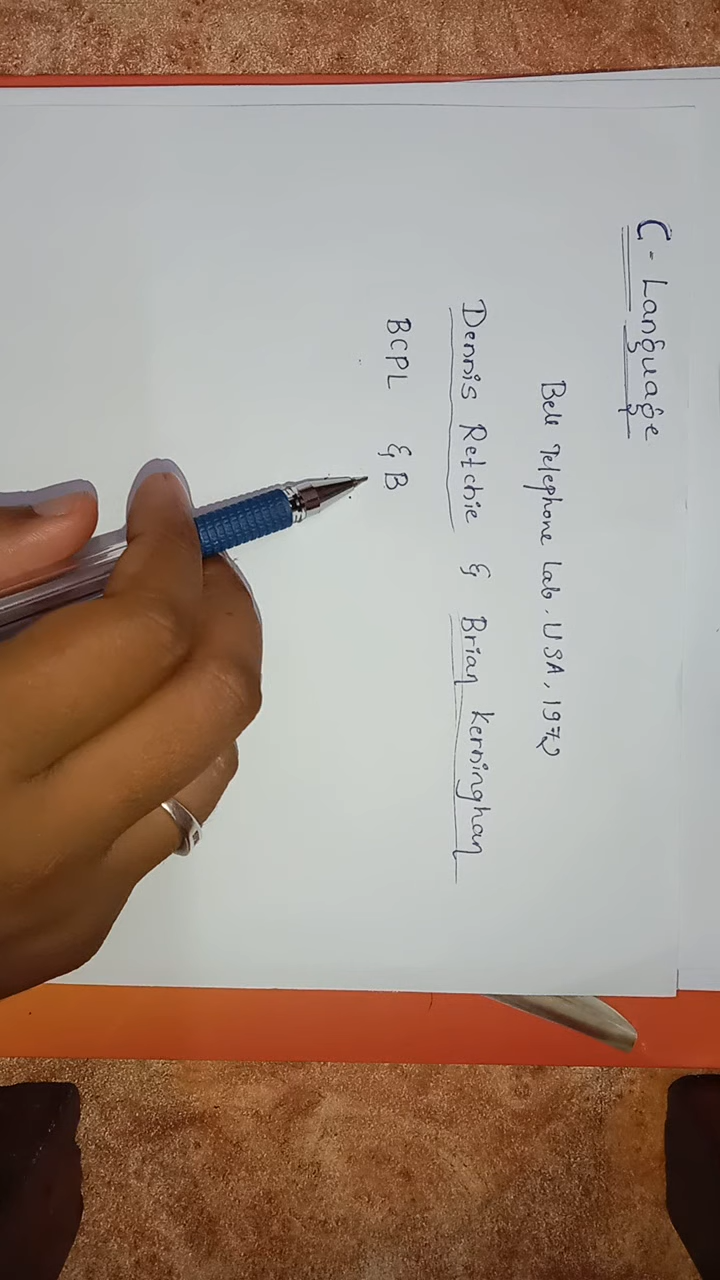 C - Language
Bell Telephone Lab. USA, 1972
Dennis Retchie & Brian Kerninghan
BCPL & B